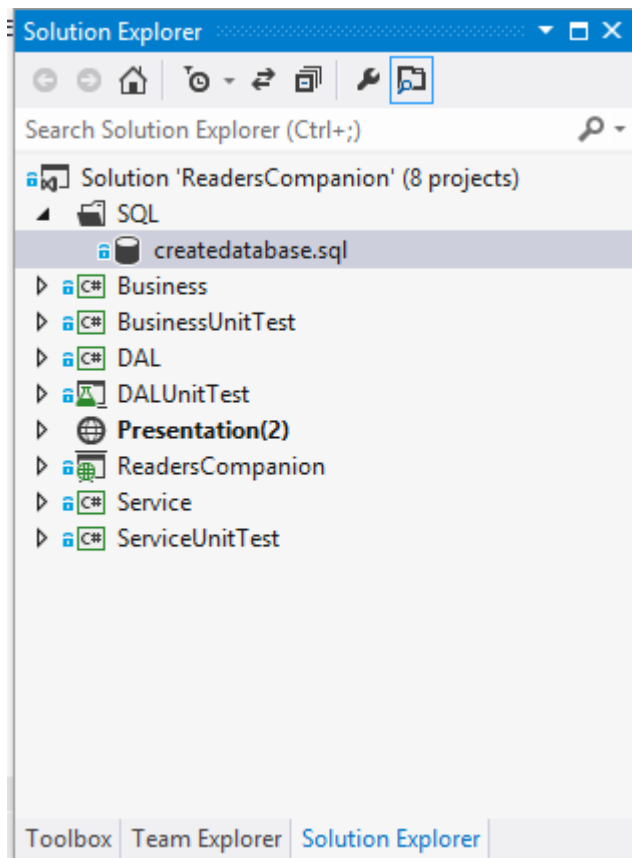 Solution Explorer
Search Solution Explorer (Ctrl+;)
Solution 'ReadersCompanion' (8 projects)
SQL
createdatabase.sql
C# Business
C# BusinessUnitTest
C# DAL
DALUnitTest
Presentation(2)
ReadersCompanion
C# Service
C# ServiceUnitTest
Toolbox Team Explorer Solution Explorer